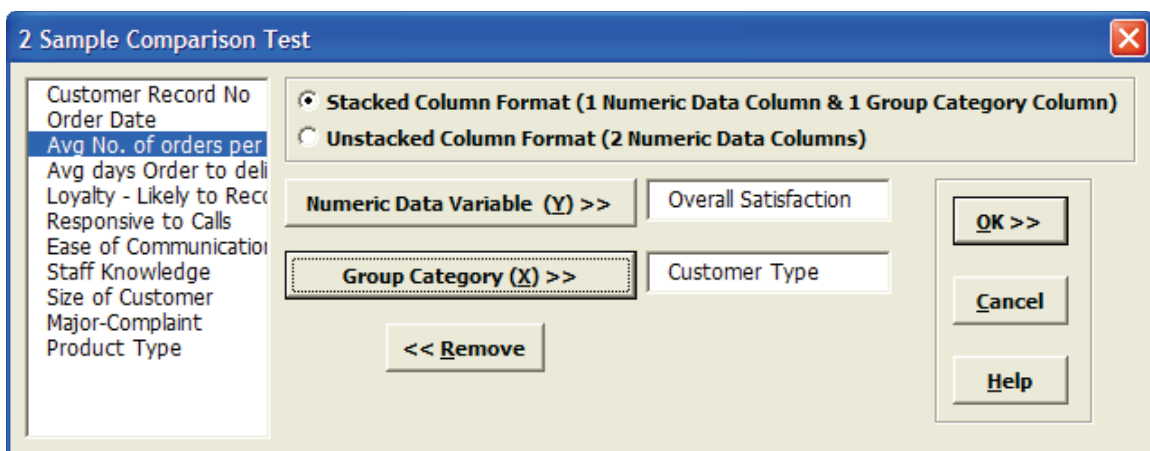 2 Sample Comparison Test
Customer Record No
Order Date
Avg No. of orders per
Avg days Order to deli
Loyalty - Likely to Reco
Responsive to Calls
Ease of Communication
Staff Knowledge
Size of Customer
Major-Complaint
Product Type
Stacked Column Format (1 Numeric Data Column & 1 Group Category Column)
Unstacked Column Format (2 Numeric Data Columns)
Numeric Data Variable (Y) >>
Overall Satisfaction
Group Category (X) >>
Customer Type
<< Remove
OK >>
Cancel
Help